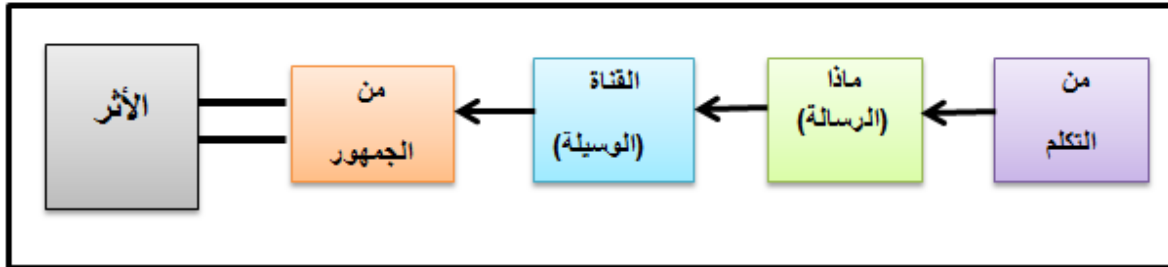 من
التكلم
ماذا
(الرسالة)
القناة
(الوسيلة)
من
الجمهور
الأثر